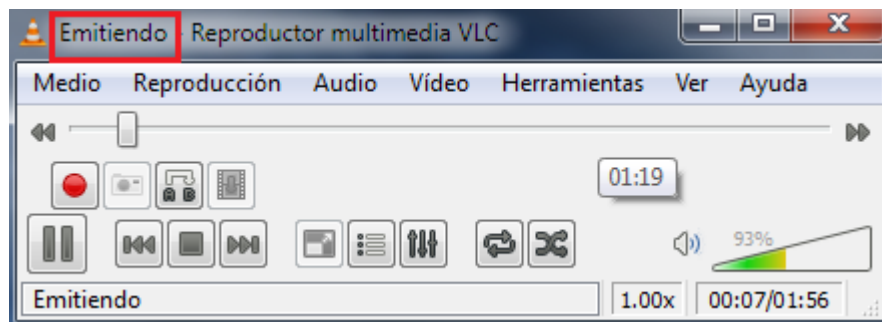 Emitiendo - Reproductor multimedia VLC
Medio Reproducción Audio Vídeo Herramientas Ver Ayuda
01:19
A B
93%
Emitiendo 1.00x 00:07/01:56